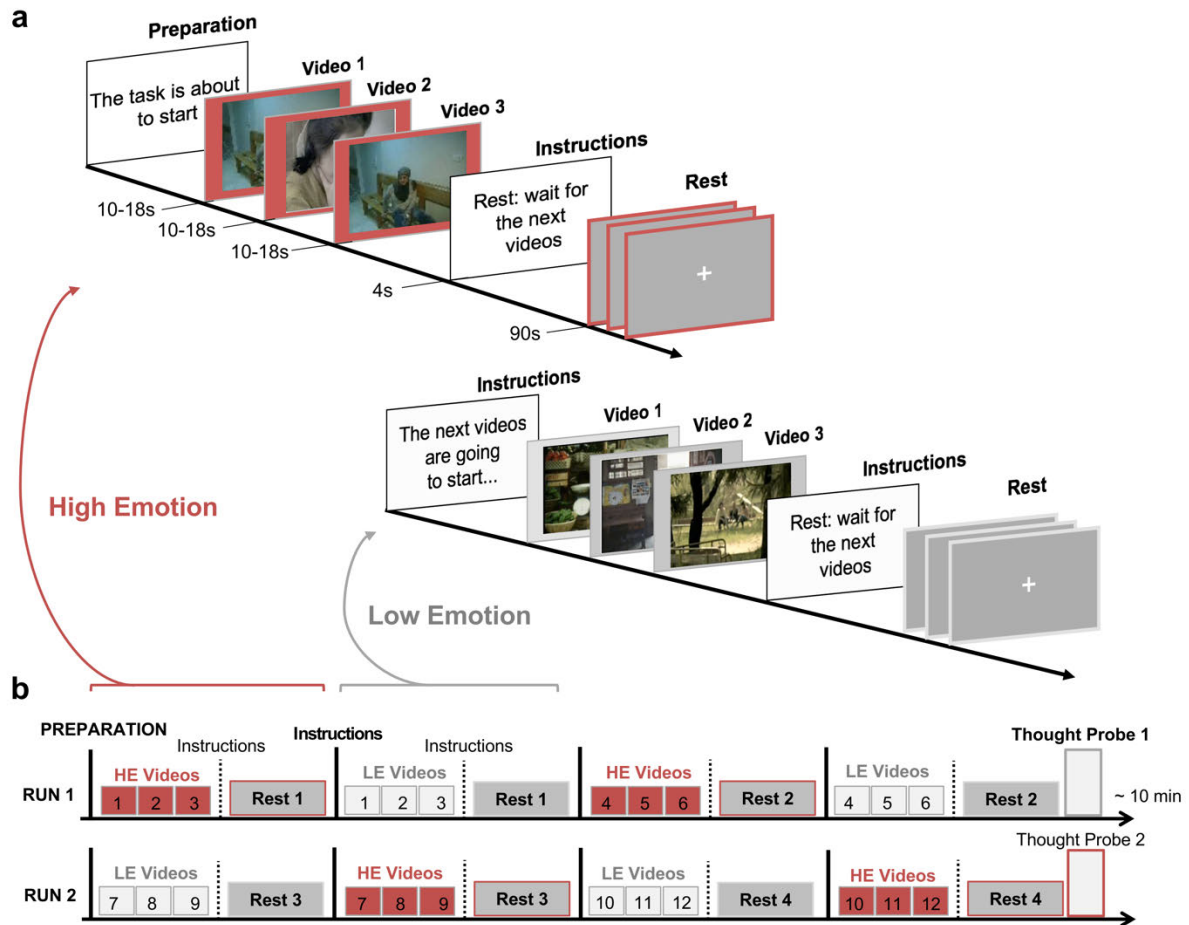 a
Preparation
The task is about
to start
Video 1
Video 2
Video 3
Instructions
Rest: wait for
the next
videos
Rest
10-18s
10-18s
10-18s
4s
90s
High Emotion
Instructions
The next videos
are going
to start...
Video 1
Video 2
Video 3
Instructions
Rest: wait for
the next
videos
Rest
Low Emotion
b
PREPARATION
Instructions
Instructions
Instructions
Thought Probe 1
RUN 1
HE Videos
1 2 3
Rest 1
LE Videos
1 2 3
Rest 1
HE Videos
4 5 6
Rest 2
LE Videos
4 5 6
Rest 2
~ 10 min
Thought Probe 2
RUN 2
LE Videos
7 8 9
Rest 3
HE Videos
7 8 9
Rest 3
LE Videos
10 11 12
Rest 4
HE Videos
10 11 12
Rest 4